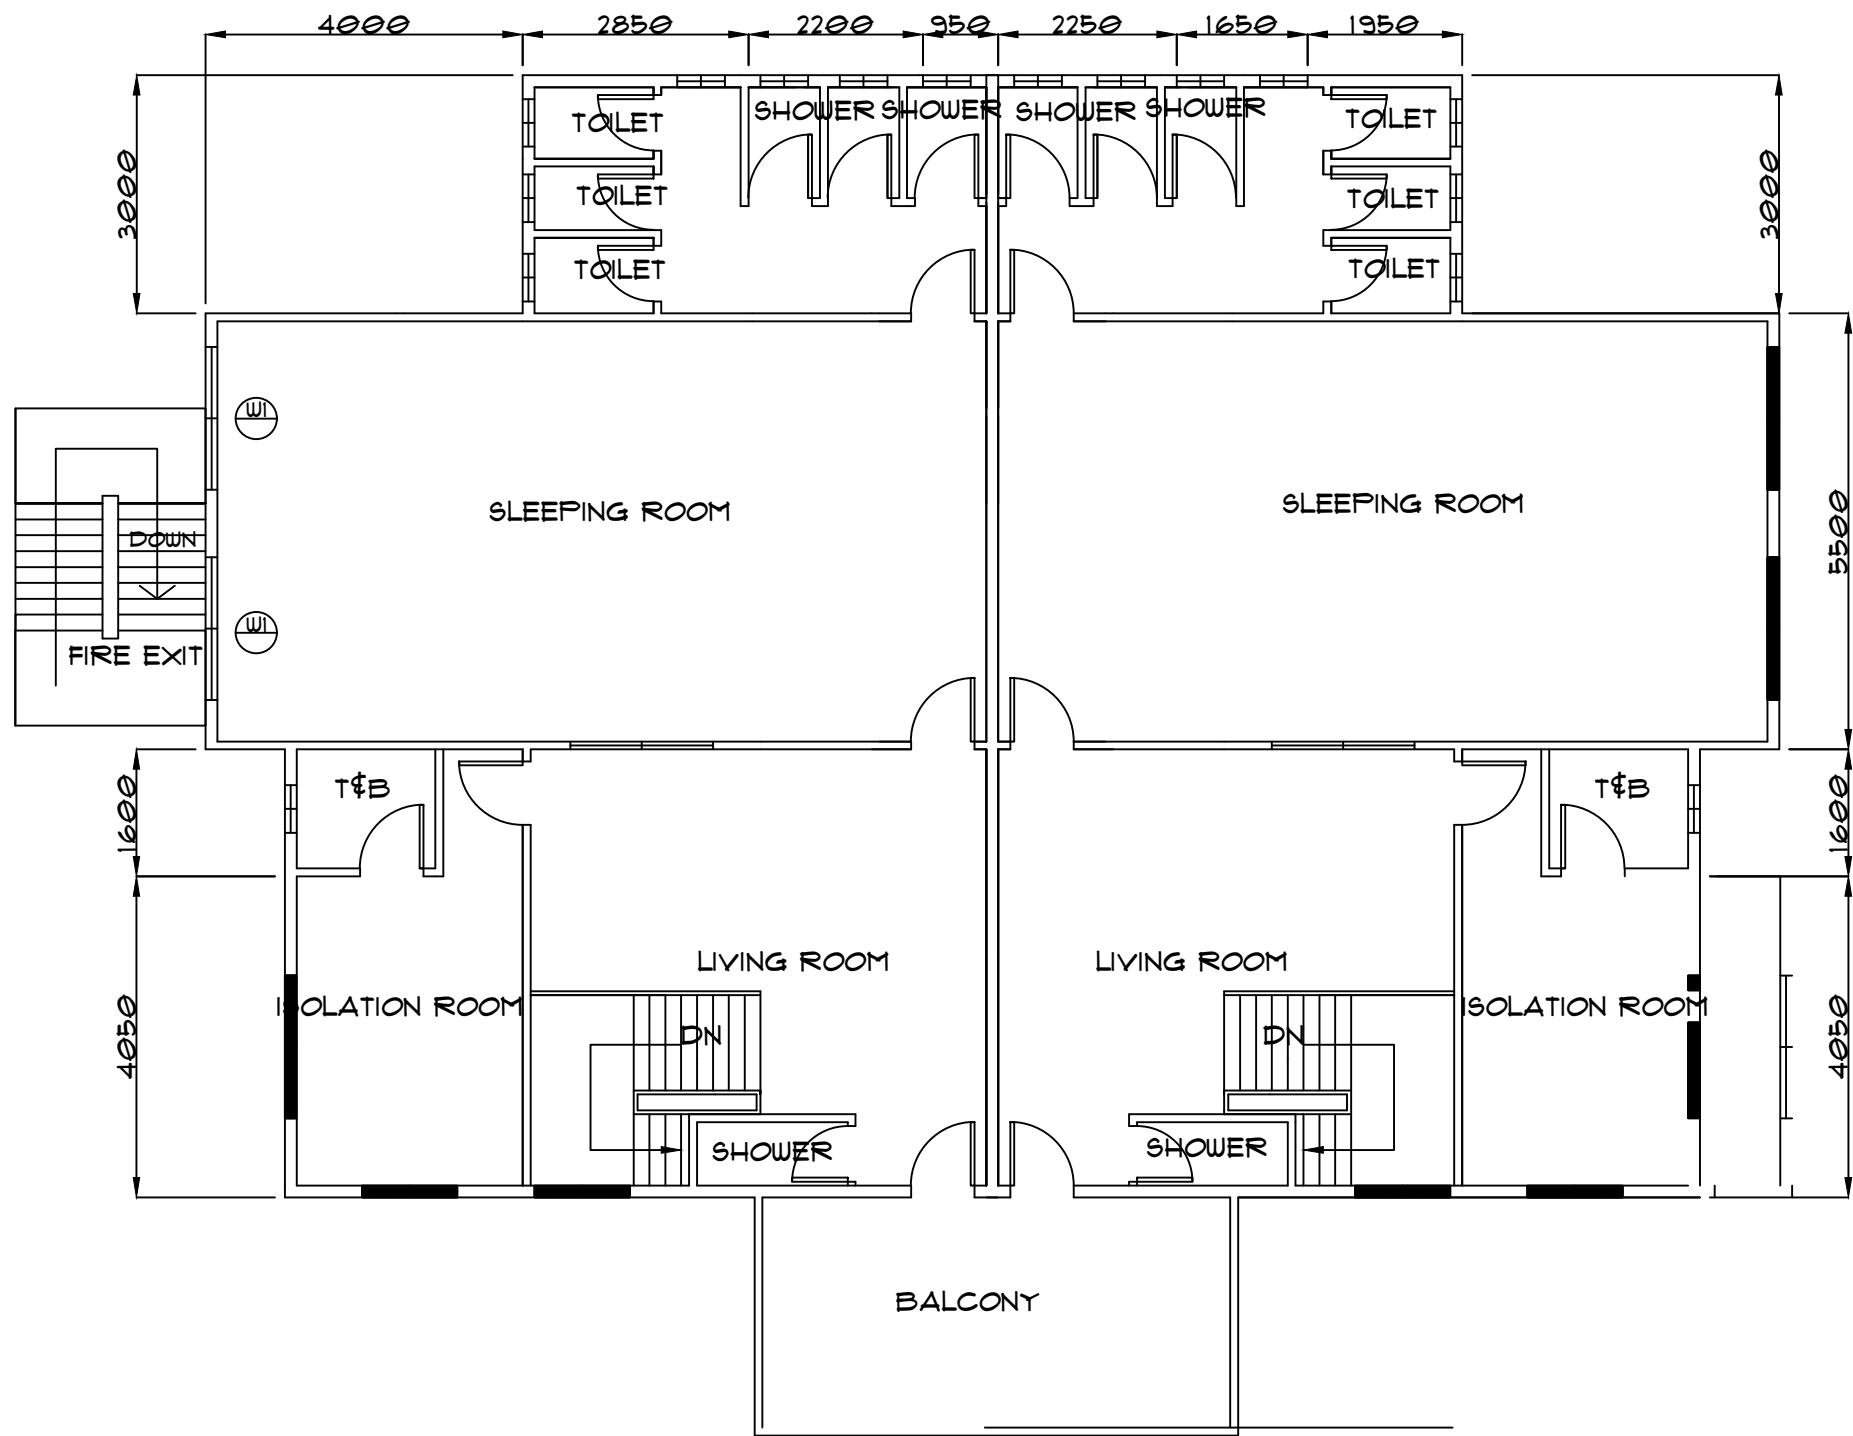 4000 2850 2200 950 2250 1650 1950
SHOWER SHOWER SHOWER SHOWER
TOILET TOILET
3000 TOILET TOILET 3000
TOILET TOILET
W1
SLEEPING ROOM SLEEPING ROOM
DOWN 5500
W1
FIRE EXIT
T&B T&B
1600 1600
LIVING ROOM LIVING ROOM
ISOLATION ROOM ISOLATION ROOM
4050 DN DN 4050
SHOWER SHOWER
BALCONY